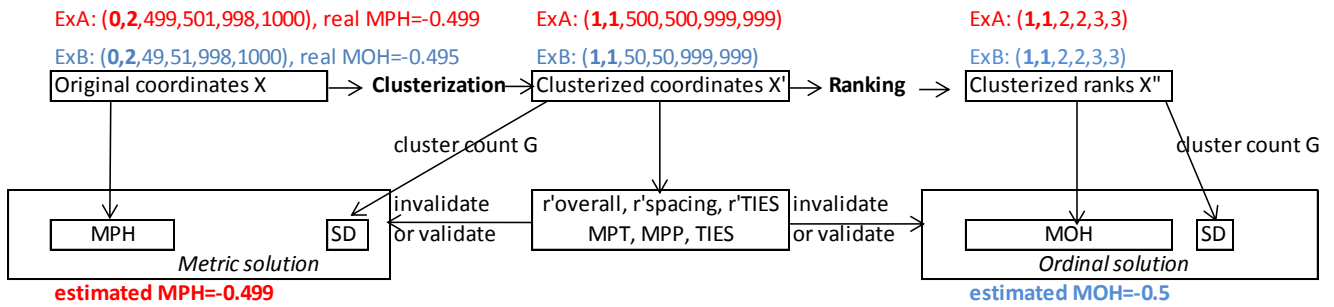 ExA: (0,2,499,501,998,1000), real MPH=-0.499
ExA: (1,1,500,500,999,999)
ExA: (1,1,2,2,3,3)
ExB: (0,2,49,51,998,1000), real MOH=-0.495
ExB: (1,1,50,50,999,999)
ExB: (1,1,2,2,3,3)
Original coordinates X
Clusterization
Clusterized coordinates X'
Ranking
Clusterized ranks X"
cluster count G
cluster count G
invalidate
or validate
r'overall, r'spacing, r'TIES
MPT, MPP, TIES
invalidate
or validate
MPH
SD
MOH
SD
Metric solution
Ordinal solution
estimated MPH=-0.499
estimated MOH=-0.5